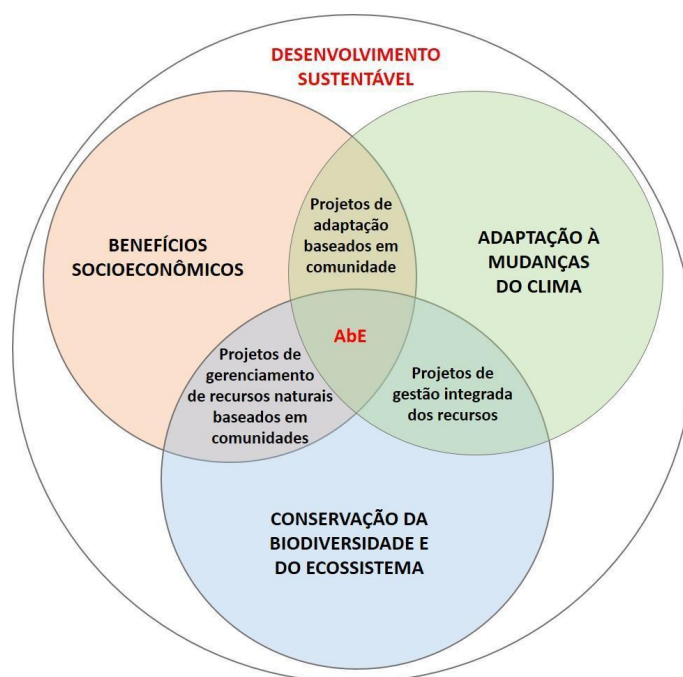 DESENVOLVIMENTO
SUSTENTÁVEL
BENEFÍCIOS
SOCIOECONÔMICOS
Projetos de
adaptação
baseados em
comunidade
ADAPTAÇÃO À
MUDANÇAS
DO CLIMA
AbE
Projetos de
gerenciamento
de recursos naturais
baseados em
comunidades
Projetos de
gestão integrada
dos recursos
CONSERVAÇÃO DA
BIODIVERSIDADE E
DO ECOSSISTEMA